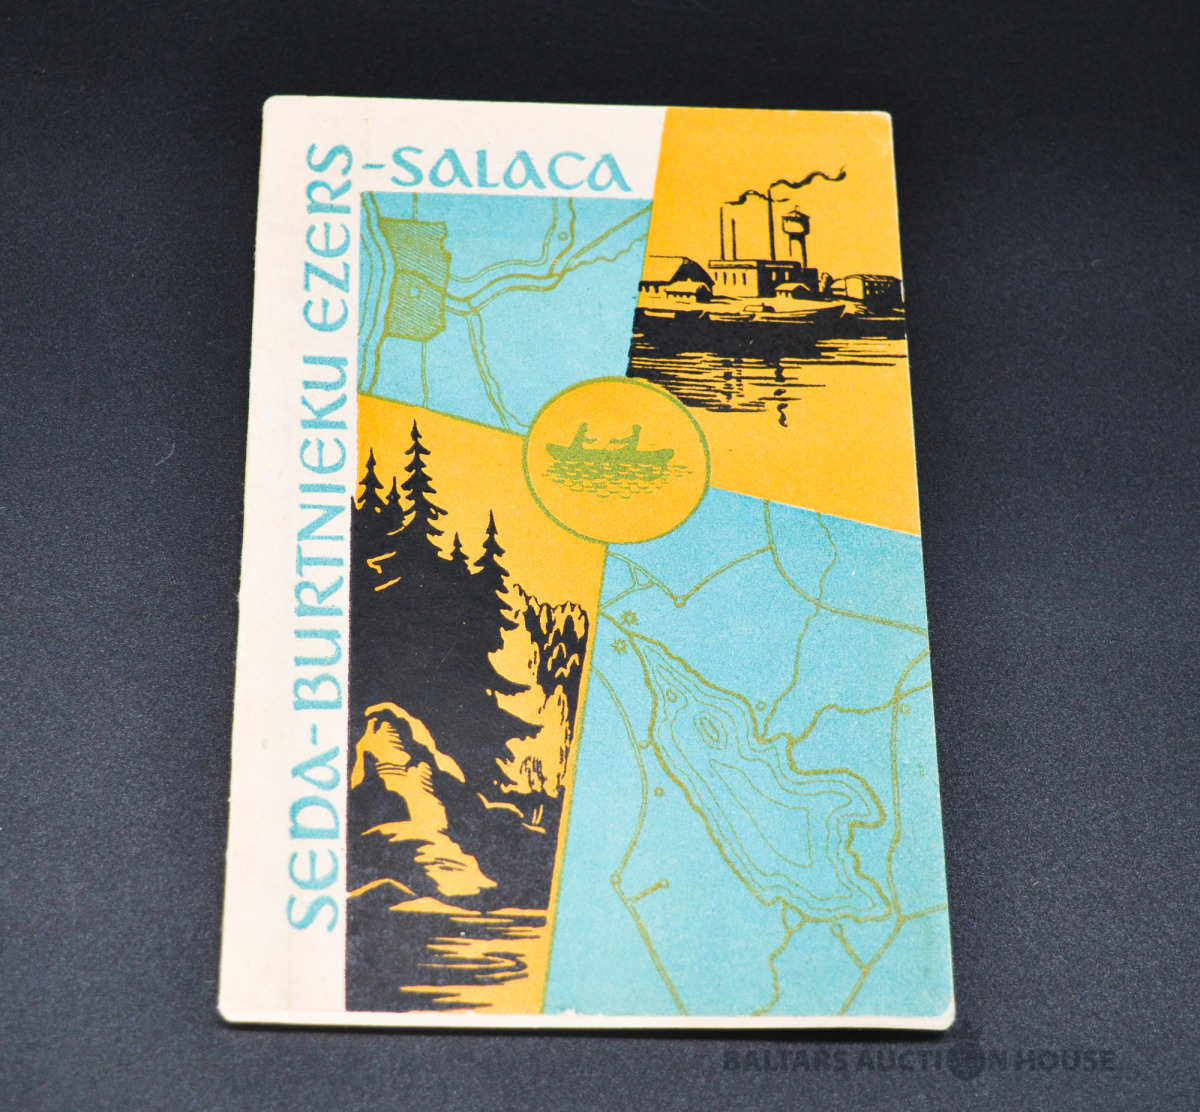 SEDA-BURTNIEKU EZERS
-SALACA
BALTARS AUCTION HOUSE